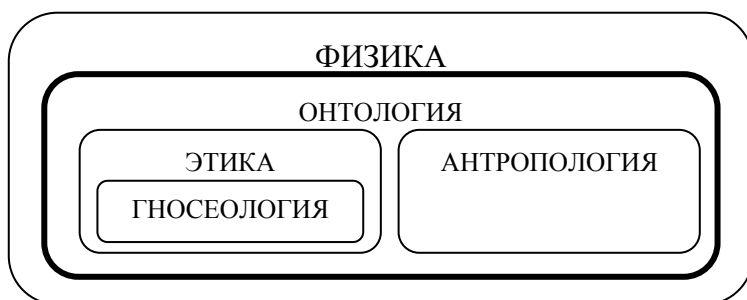 ФИЗИКА
ОНТОЛОГИЯ
ЭТИКА
ГНОСЕОЛОГИЯ
АНТРОПОЛОГИЯ